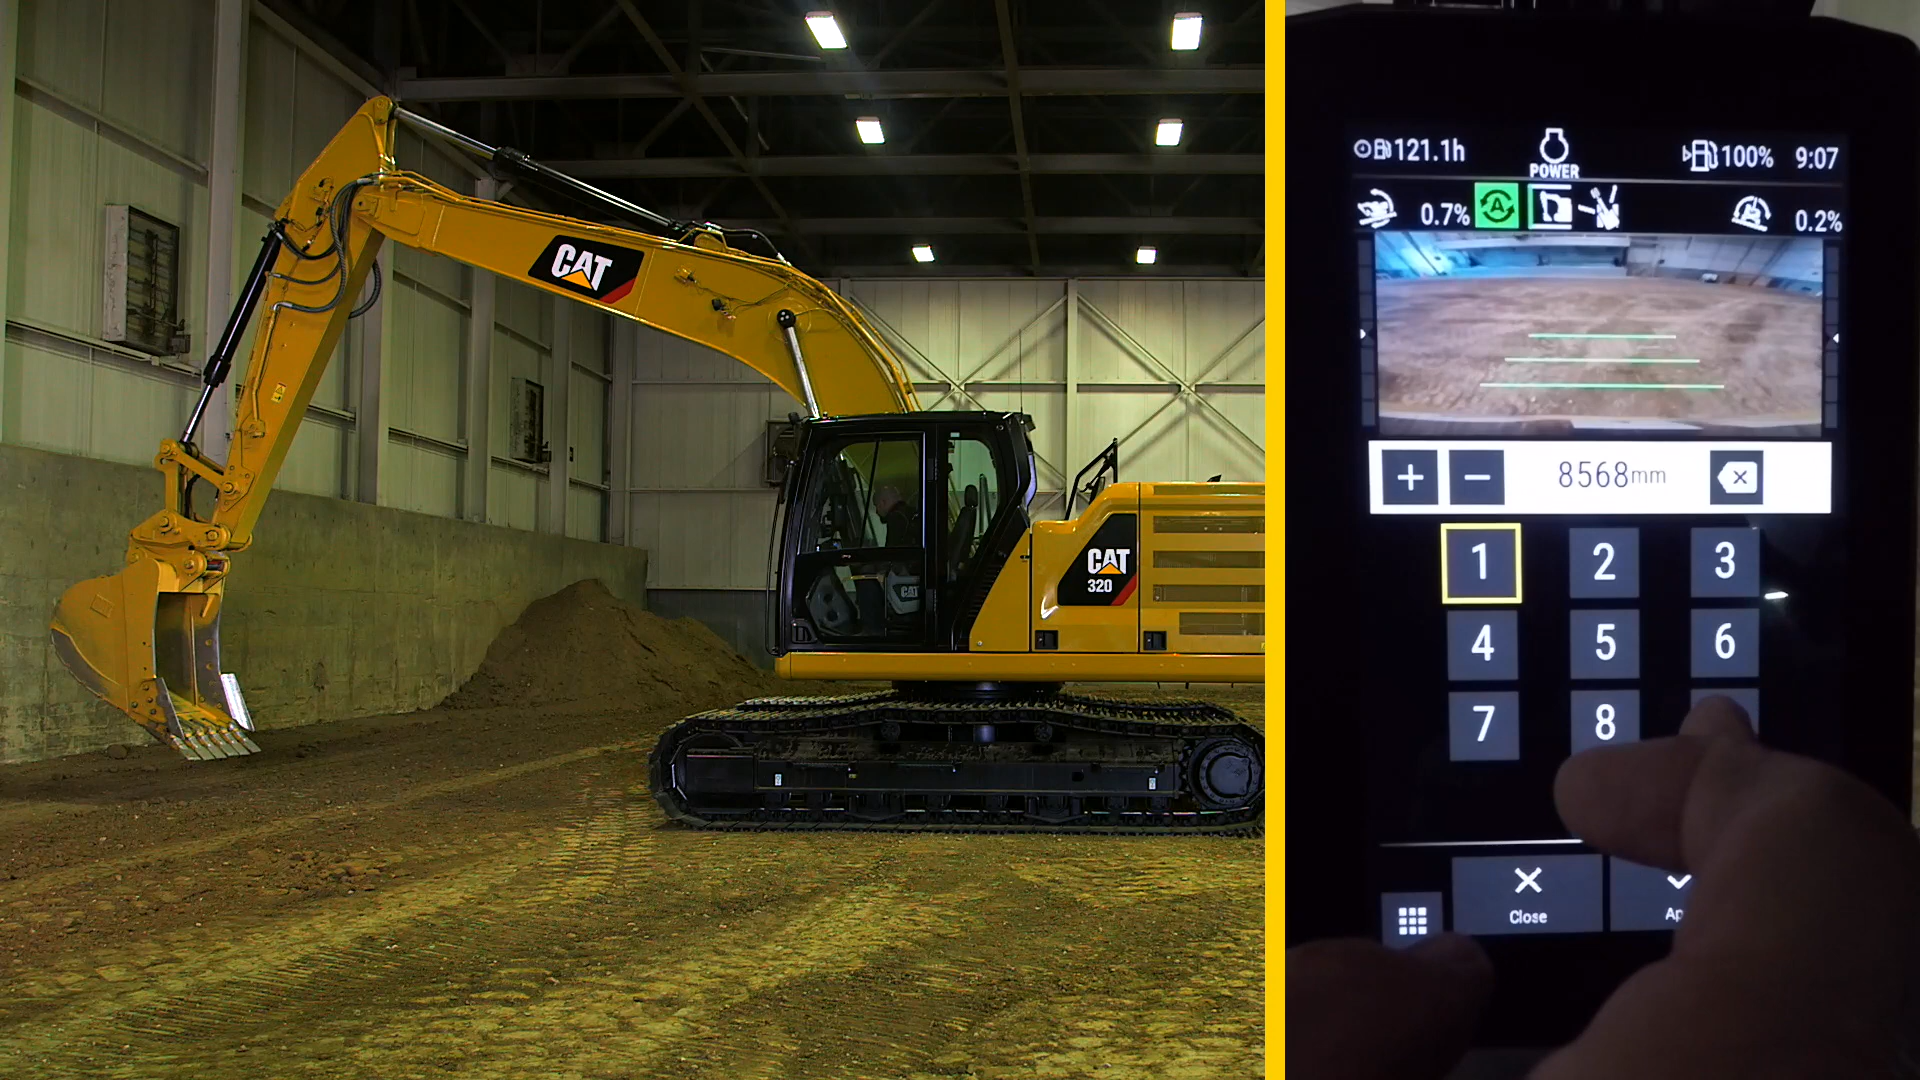 CAT
CAT
CAT
320
121.1h
POWER
100%
9:07
0.7%
A
0.2%
+ - 8568mm
1 2 3
4 5 6
7 8
Close